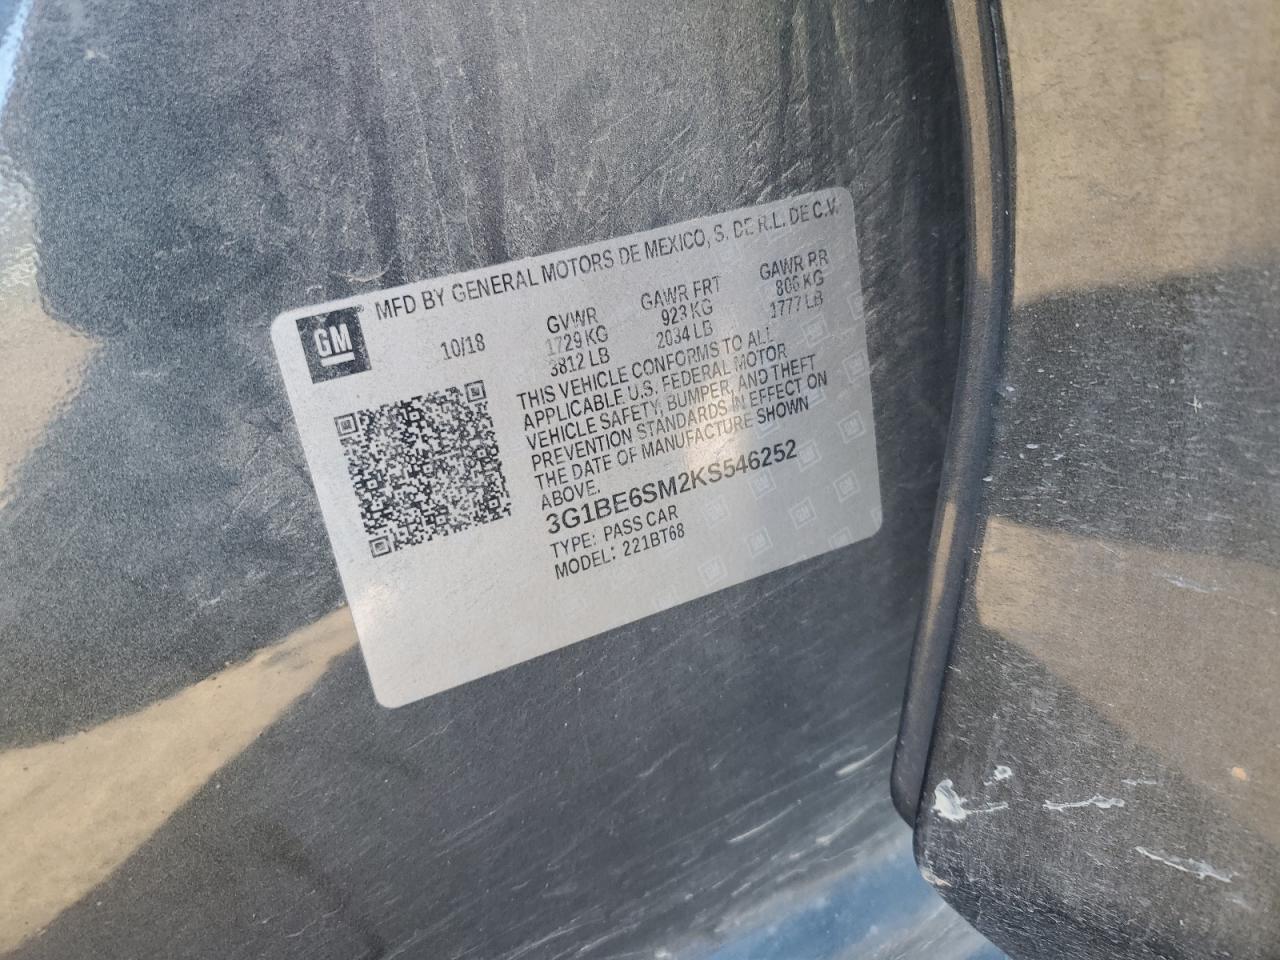 MFD BY GENERAL MOTORS DE MEXICO, S. DE R.L. DE C.V.
GM
10/18
GVWR GAWR FRT GAWR RR
1729 KG 923 KG 806 KG
3812 LB 2034 LB 1777 LB
THIS VEHICLE CONFORMS TO ALL
APPLICABLE U.S. FEDERAL MOTOR
VEHICLE SAFETY, BUMPER, AND THEFT
PREVENTION STANDARDS IN EFFECT ON
THE DATE OF MANUFACTURE SHOWN
ABOVE.
3G1BE6SM2KS546252
TYPE: PASS CAR
MODEL: 221BT68